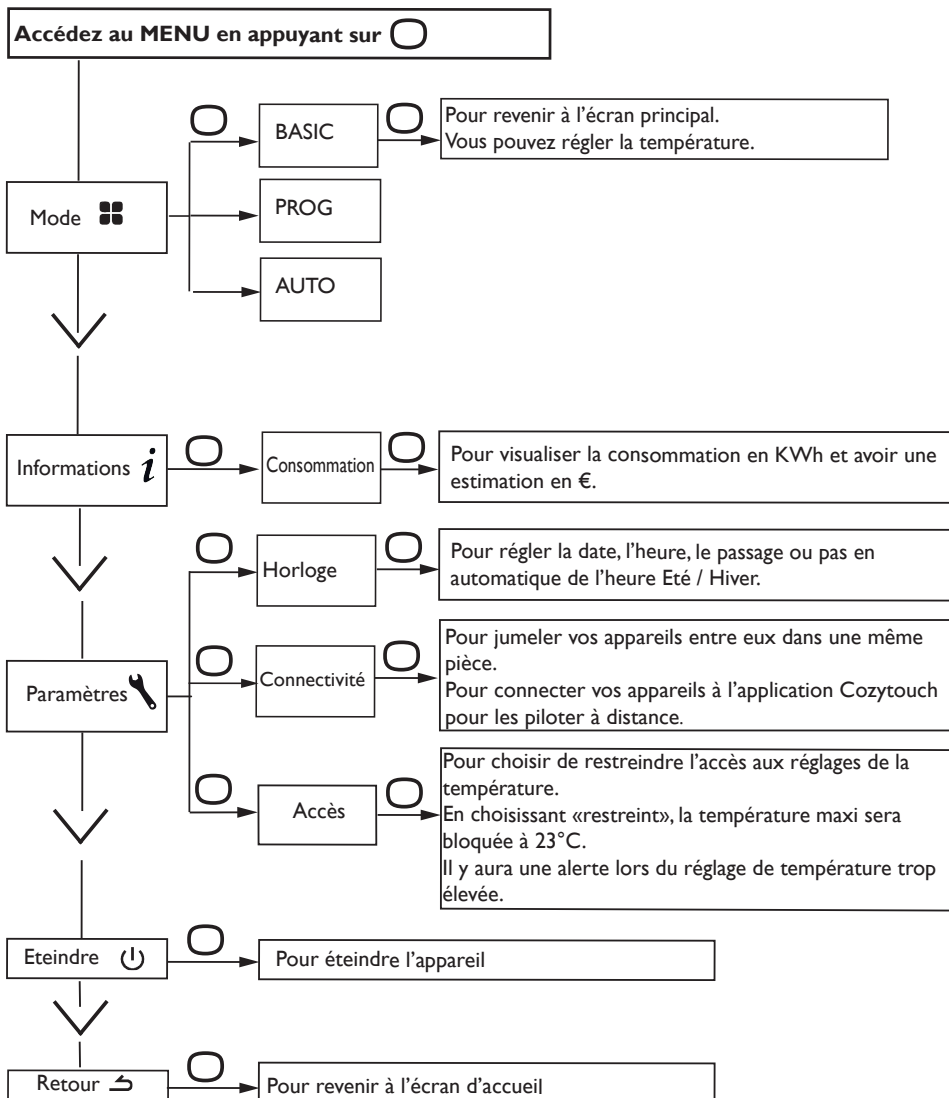 Accédez au MENU en appuyant sur
BASIC
Pour revenir à l'écran principal.
Vous pouvez régler la température.
Mode
PROG
AUTO
Informations i
Consommation
Pour visualiser la consommation en KWh et avoir une
estimation en €.
Horloge
Pour régler la date, l'heure, le passage ou pas en
automatique de l'heure Eté / Hiver.
Paramètres
Connectivité
Pour jumeler vos appareils entre eux dans une même
pièce.
Pour connecter vos appareils à l'application Cozytouch
pour les piloter à distance.
Accès
Pour choisir de restreindre l'accès aux réglages de la
température.
En choisissant «restreint», la température maxi sera
bloquée à 23°C.
Il y aura une alerte lors du réglage de température trop
élevée.
Eteindre
Pour éteindre l'appareil
Retour
Pour revenir à l'écran d'accueil